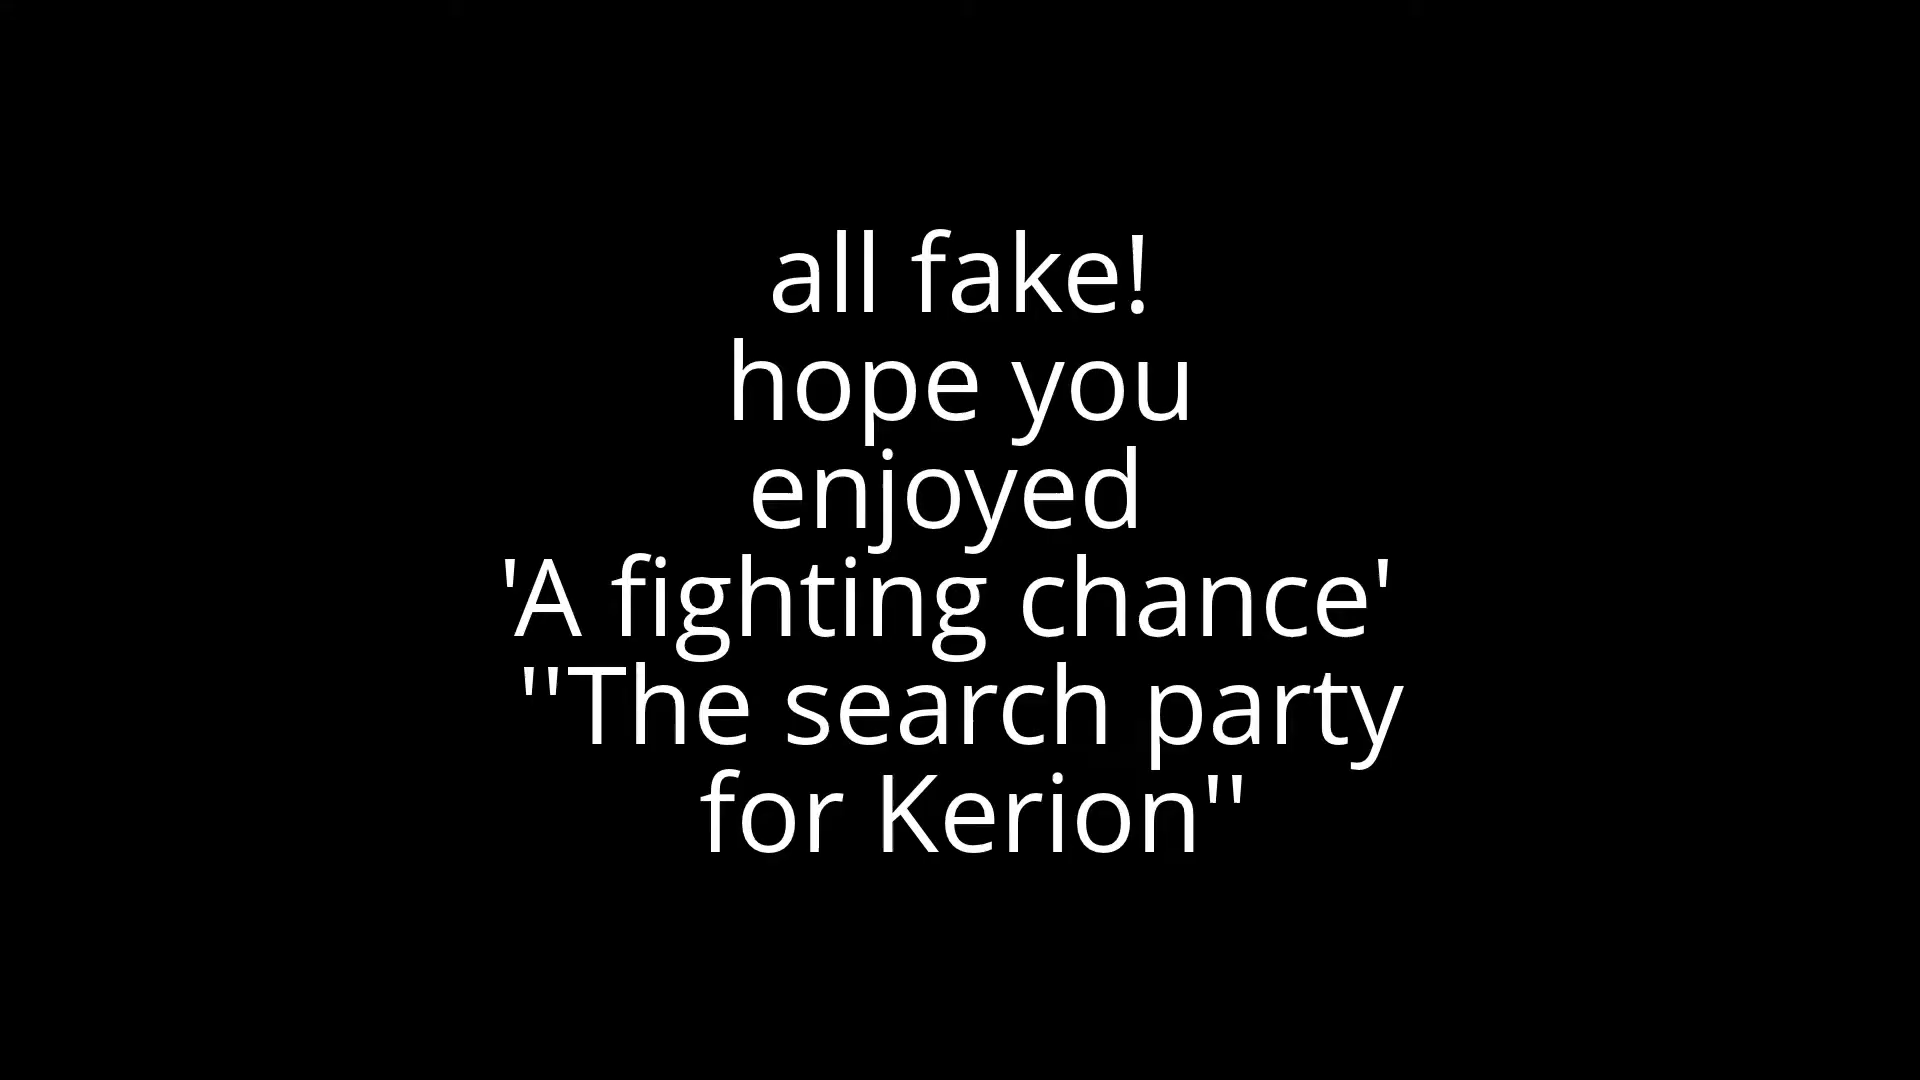 all fake!
hope you
enjoyed
'A fighting chance'
"The search party
for Kerion"